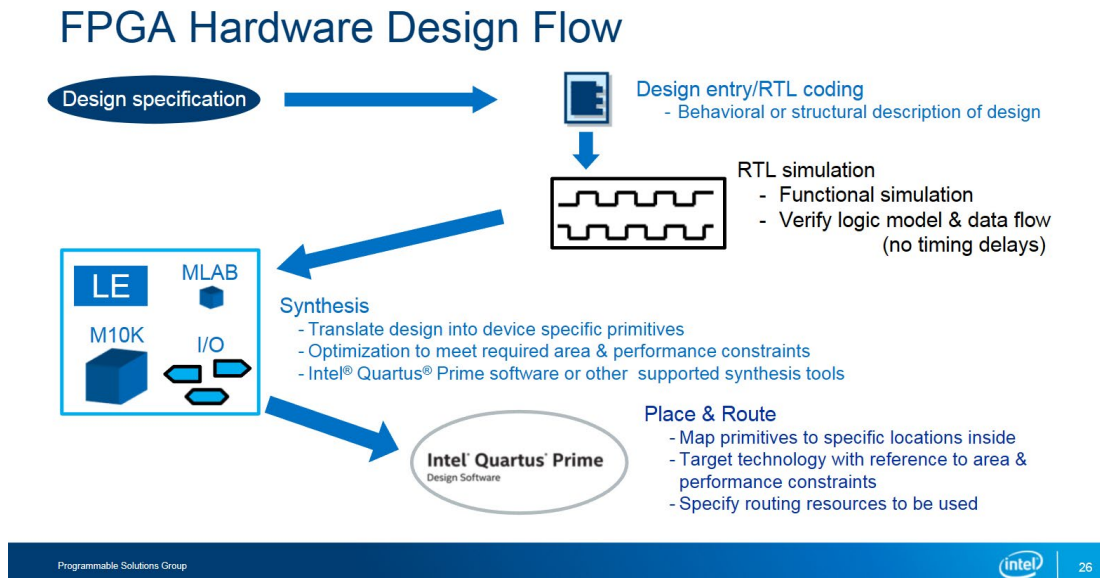 FPGA Hardware Design Flow
Design specification
Design entry/RTL coding
- Behavioral or structural description of design
RTL simulation
- Functional simulation
- Verify logic model & data flow
(no timing delays)
LE
MLAB
M10K
I/O
Synthesis
- Translate design into device specific primitives
- Optimization to meet required area & performance constraints
- Intel® Quartus® Prime software or other supported synthesis tools
Place & Route
- Map primitives to specific locations inside
- Target technology with reference to area &
performance constraints
- Specify routing resources to be used
Intel® Quartus® Prime
Design Software
Programmable Solutions Group
intel
26